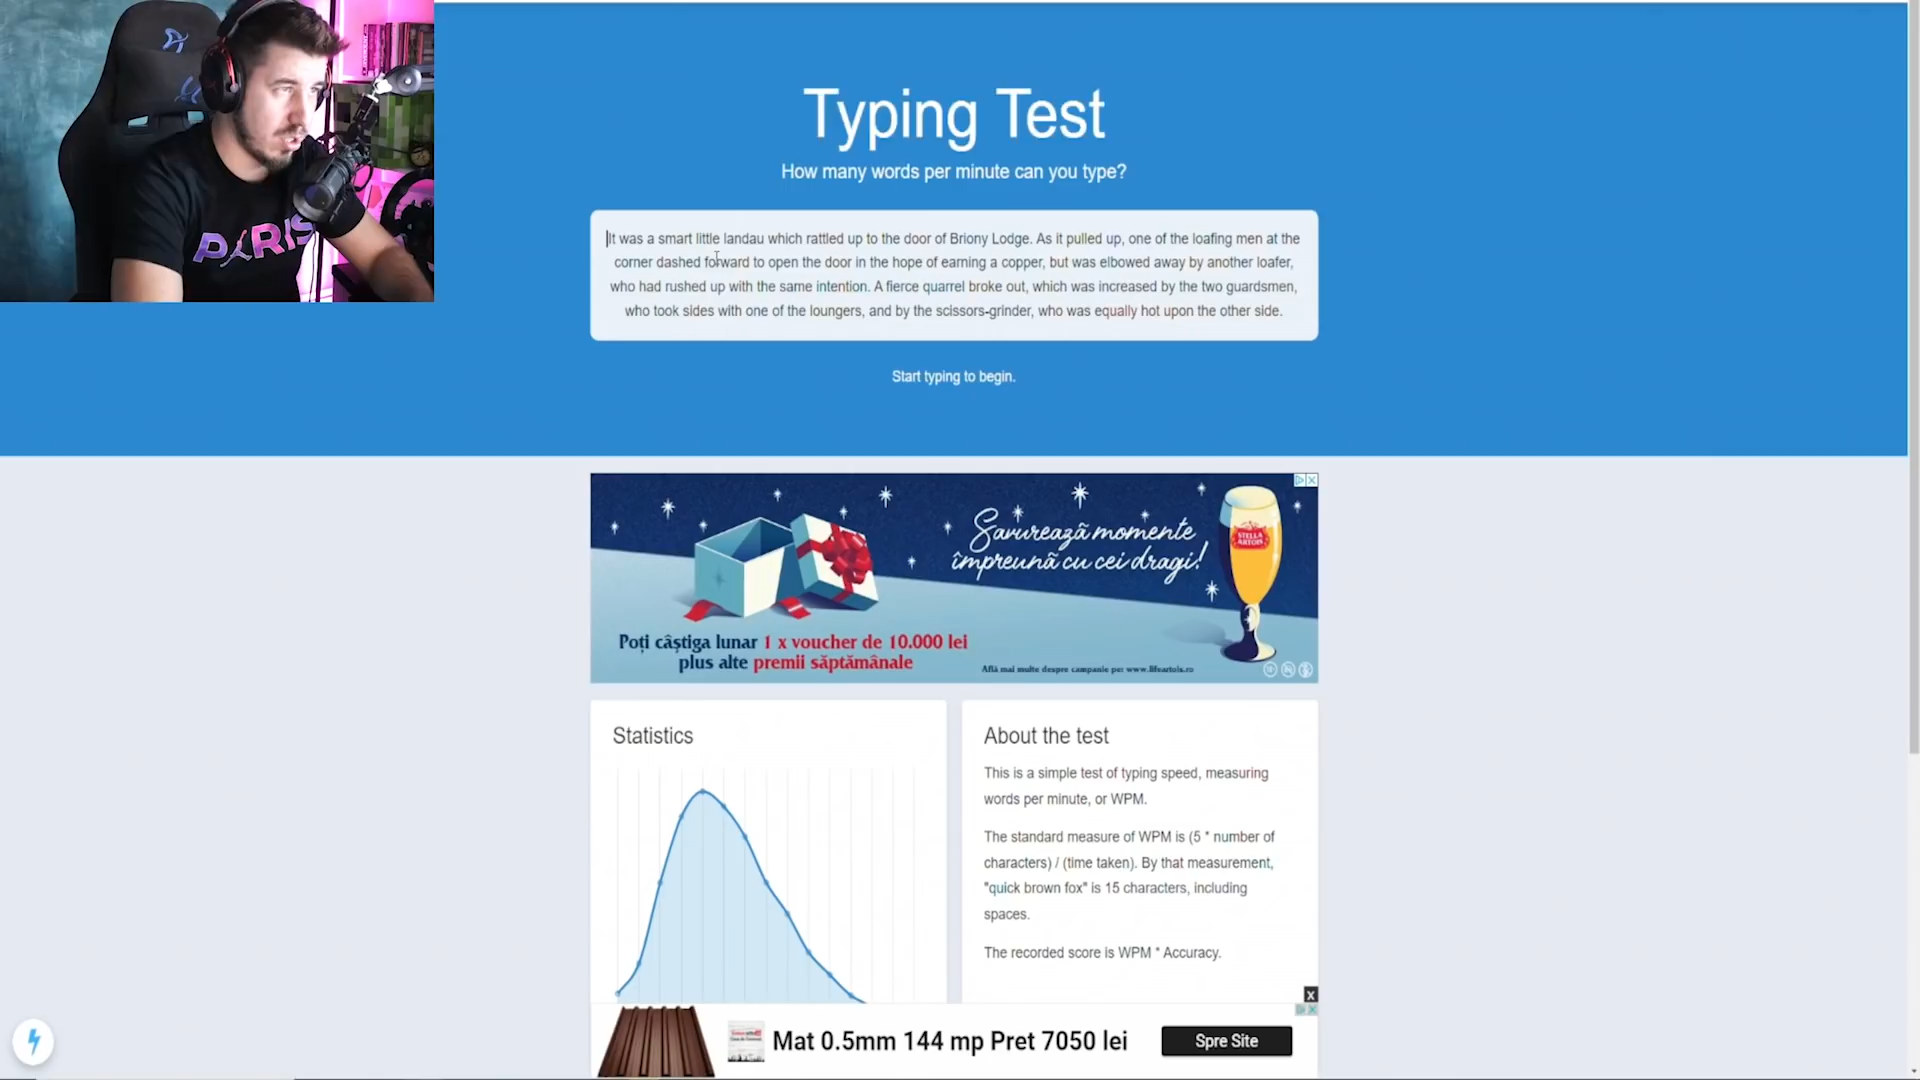 PARIS
Typing Test
How many words per minute can you type?
It was a smart little landau which rattled up to the door of Briony Lodge. As it pulled up, one of the loafing men at the
corner dashed forward to open the door in the hope of earning a copper, but was elbowed away by another loafer,
who had rushed up with the same intention. A fierce quarrel broke out, which was increased by the two guardsmen,
who took sides with one of the loungers, and by the scissors-grinder, who was equally hot upon the other side.
Start typing to begin.
Savurează momente
împreună cu cei dragi!
STELLA
ARTOIS
Poți câștiga lunar 1 x voucher de 10.000 lei
plus alte premii săptămânale
Află mai multe despre campanie pe: www.lifeartois.ro
Statistics
About the test
This is a simple test of typing speed, measuring
words per minute, or WPM.
The standard measure of WPM is (5 * number of
characters) / (time taken). By that measurement,
"quick brown fox" is 15 characters, including
spaces.
The recorded score is WPM * Accuracy.
X
Mat 0.5mm 144 mp Pret 7050 lei
Spre Site